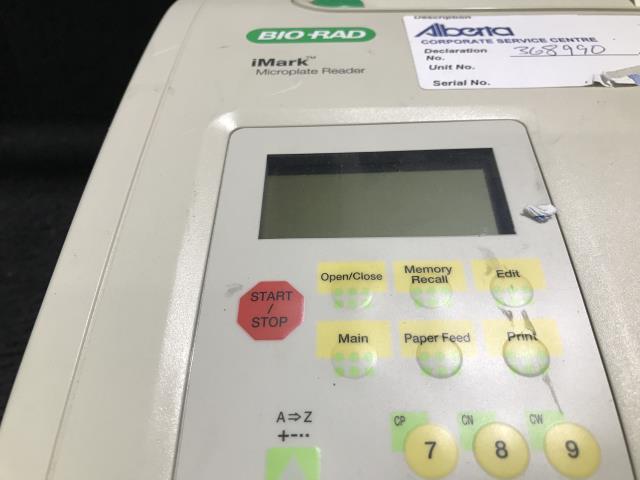 Description
BIO-RAD
Alberta
CORPORATE SERVICE CENTRE
iMark™
Microplate Reader
Declaration
No. 368990
Unit No.
Serial No.
Open/Close
Memory
Recall
Edit
START
/
STOP
Main
Paper Feed
Print
A⇒Z
+-··
CP
CN
CW
7
8
9